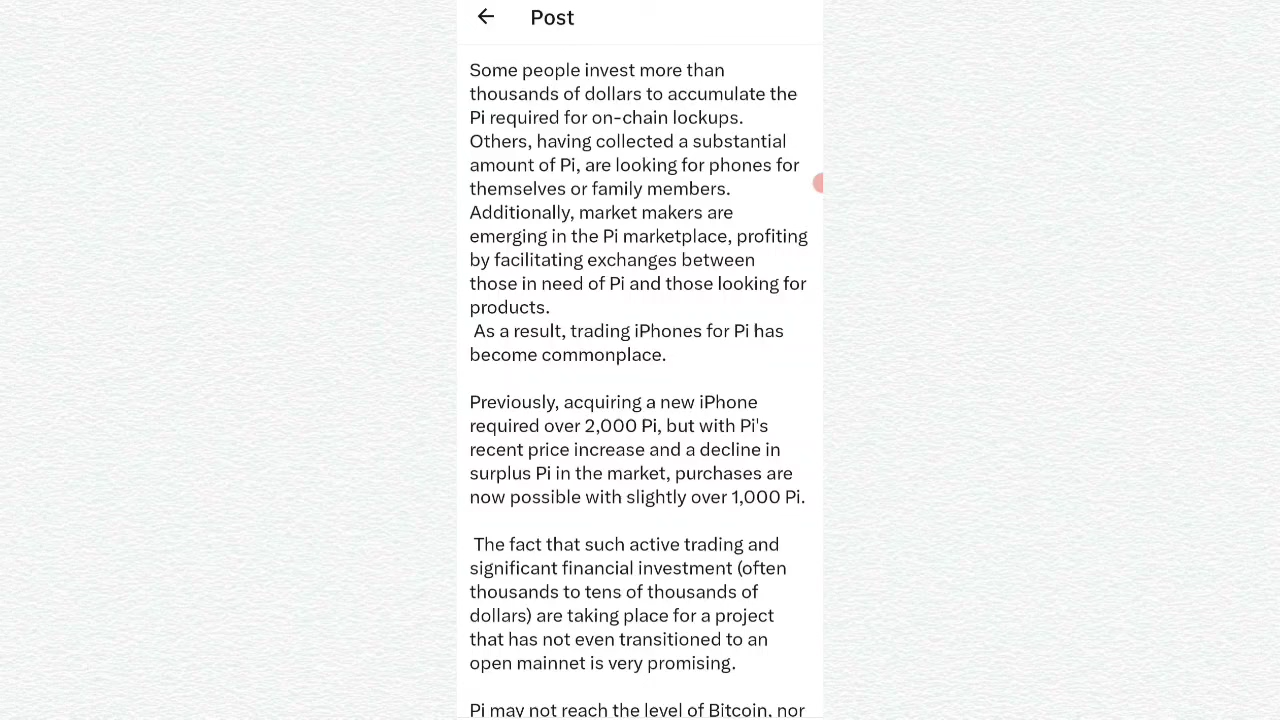 Post
Some people invest more than
thousands of dollars to accumulate the
Pi required for on-chain lockups.
Others, having collected a substantial
amount of Pi, are looking for phones for
themselves or family members.
Additionally, market makers are
emerging in the Pi marketplace, profiting
by facilitating exchanges between
those in need of Pi and those looking for
products.
As a result, trading iPhones for Pi has
become commonplace.
Previously, acquiring a new iPhone
required over 2,000 Pi, but with Pi's
recent price increase and a decline in
surplus Pi in the market, purchases are
now possible with slightly over 1,000 Pi.
The fact that such active trading and
significant financial investment (often
thousands to tens of thousands of
dollars) are taking place for a project
that has not even transitioned to an
open mainnet is very promising.
Pi may not reach the level of Bitcoin, nor